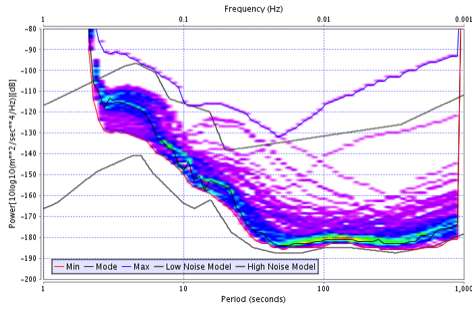 Frequency (Hz)
1 0.1 0.01 0.001
Power[10log10(m**2/sec**4/Hz)][dB]
-80
-90
-100
-110
-120
-130
-140
-150
-160
-170
-180
-190
-200
Min Mode Max Low Noise Model High Noise Model
1 10 100 1,000
Period (seconds)